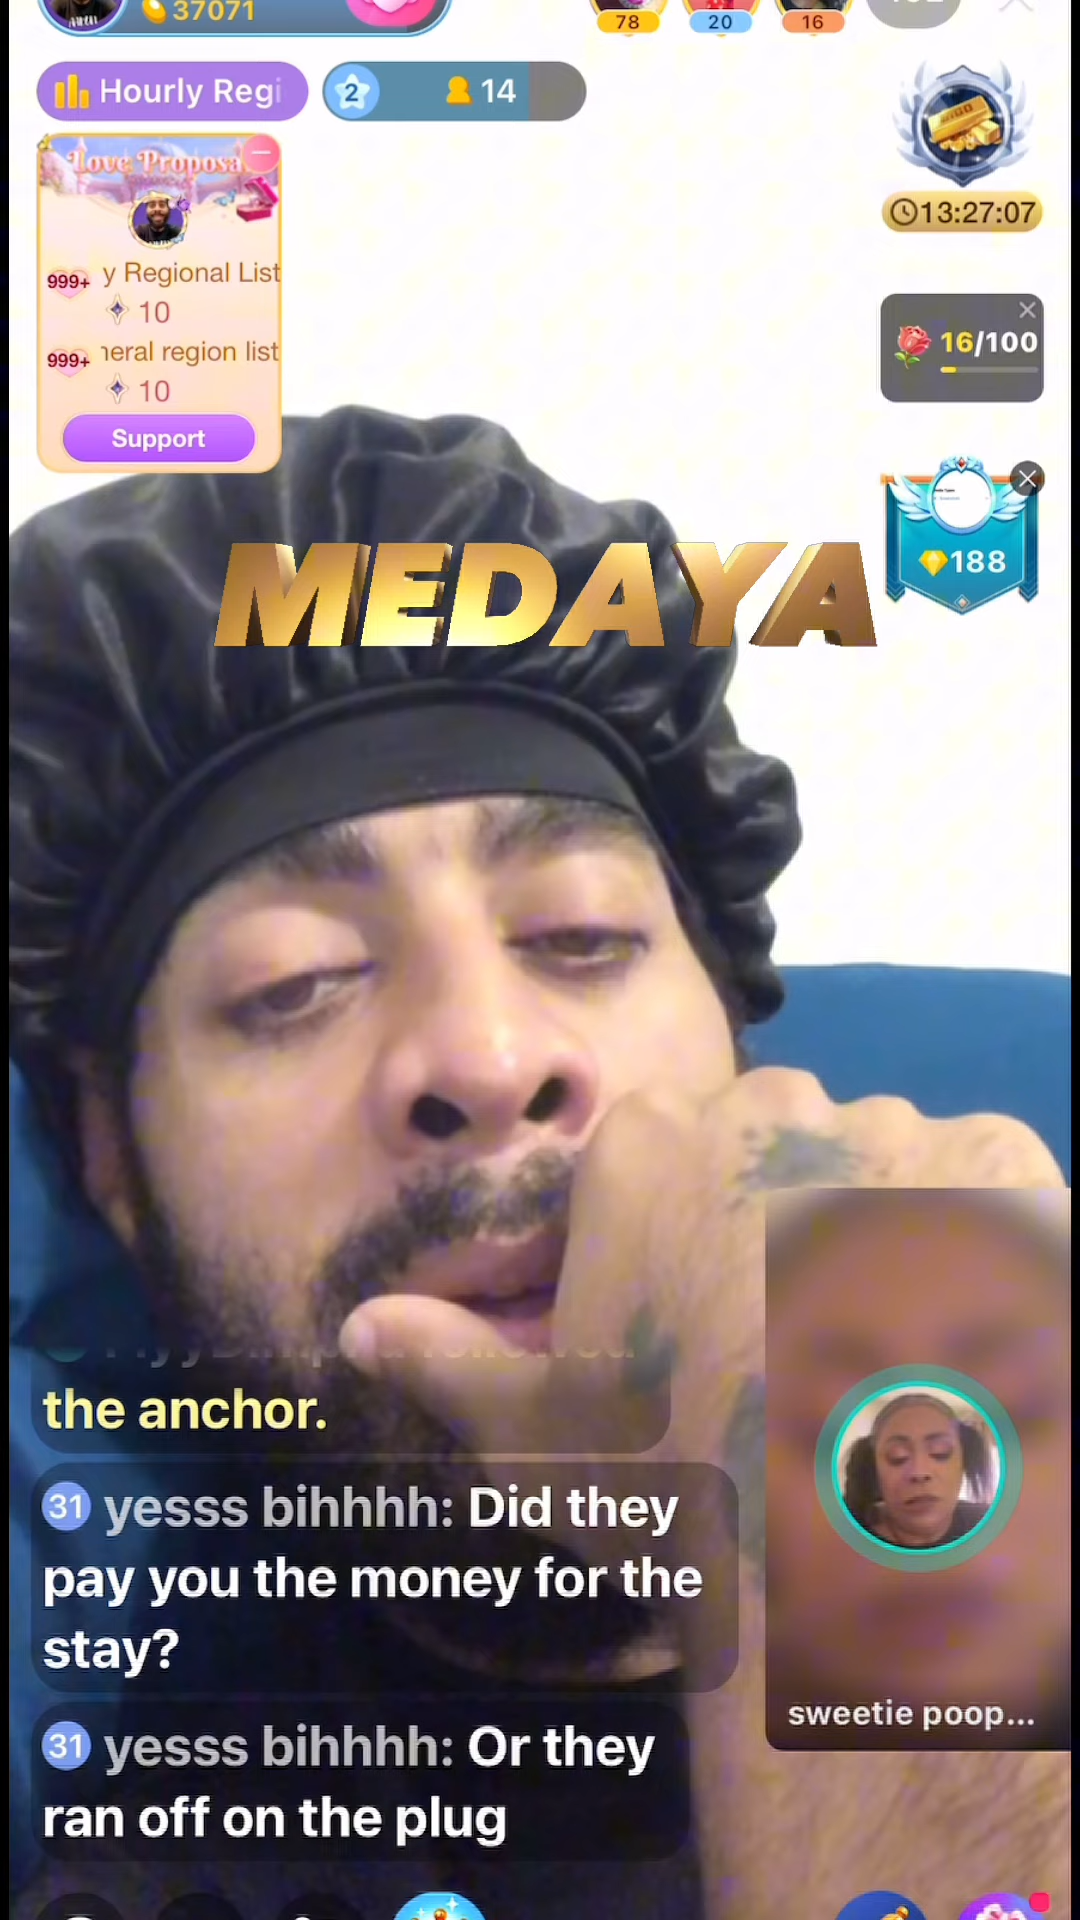 37071
78
20
16
Hourly Regi
2
14
Love Proposa
13:27:07
999+ y Regional List
10
999+ neral region list
10
Support
16/100
188
MEDAYA
the anchor.
31 yesss bihhhh: Did they
pay you the money for the
stay?
sweetie poop...
31 yesss bihhhh: Or they
ran off on the plug